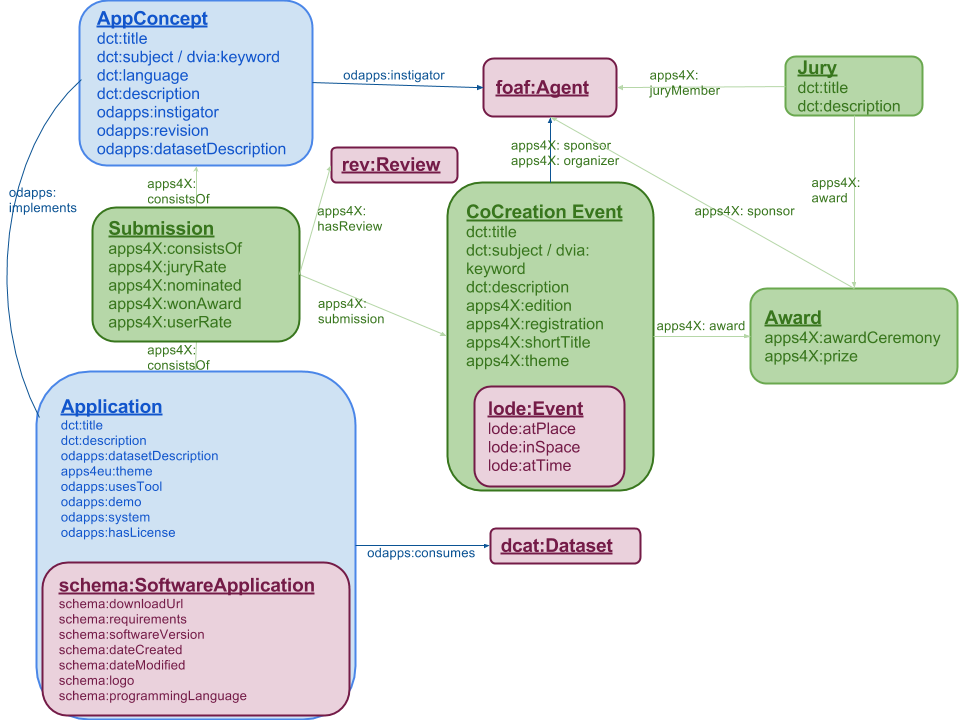 AppConcept
dct:title
dct:subject / dvia:keyword
dct:language
dct:description
odapps:instigator
odapps:revision
odapps:datasetDescription
odapps:instigator
foaf:Agent
apps4X:
juryMember
Jury
dct:title
dct:description
rev:Review
apps4X: sponsor
apps4X: organizer
odapps:
implements
apps4X:
consistsOf
apps4X:
hasReview
apps4X:
award
apps4X: sponsor
Submission
apps4X:consistsOf
apps4X:juryRate
apps4X:nominated
apps4X:wonAward
apps4X:userRate
apps4X:
submission
CoCreation Event
dct:title
dct:subject / dvia:
keyword
dct:description
apps4X:edition
apps4X:registration
apps4X:shortTitle
apps4X:theme
apps4X: award
Award
apps4X:awardCeremony
apps4X:prize
lode:Event
lode:atPlace
lode:inSpace
lode:atTime
apps4X:
consistsOf
Application
dct:title
dct:description
odapps:datasetDescription
apps4eu:theme
odapps:usesTool
odapps:demo
odapps:system
odapps:hasLicense
odapps:consumes
dcat:Dataset
schema:SoftwareApplication
schema:downloadUrl
schema:requirements
schema:softwareVersion
schema:dateCreated
schema:dateModified
schema:logo
schema:programmingLanguage